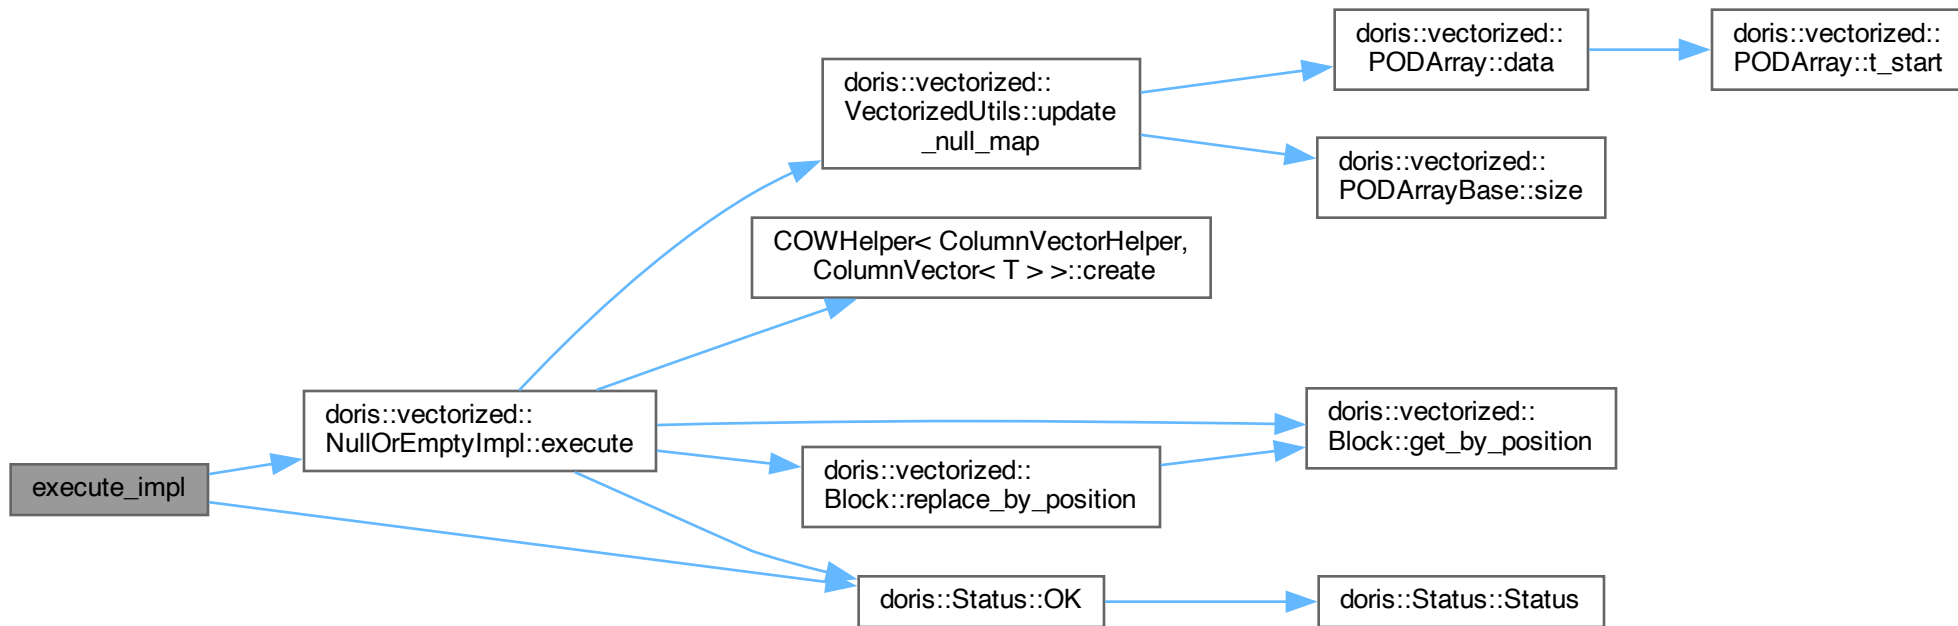 execute_impl
doris::vectorized::
NullOrEmptyImpl::execute
doris::vectorized::
VectorizedUtils::update
_null_map
COWHelper< ColumnVectorHelper,
ColumnVector< T > >::create
doris::vectorized::
Block::replace_by_position
doris::Status::OK
doris::vectorized::
PODArray::data
doris::vectorized::
PODArrayBase::size
doris::vectorized::
Block::get_by_position
doris::Status::Status
doris::vectorized::
PODArray::t_start